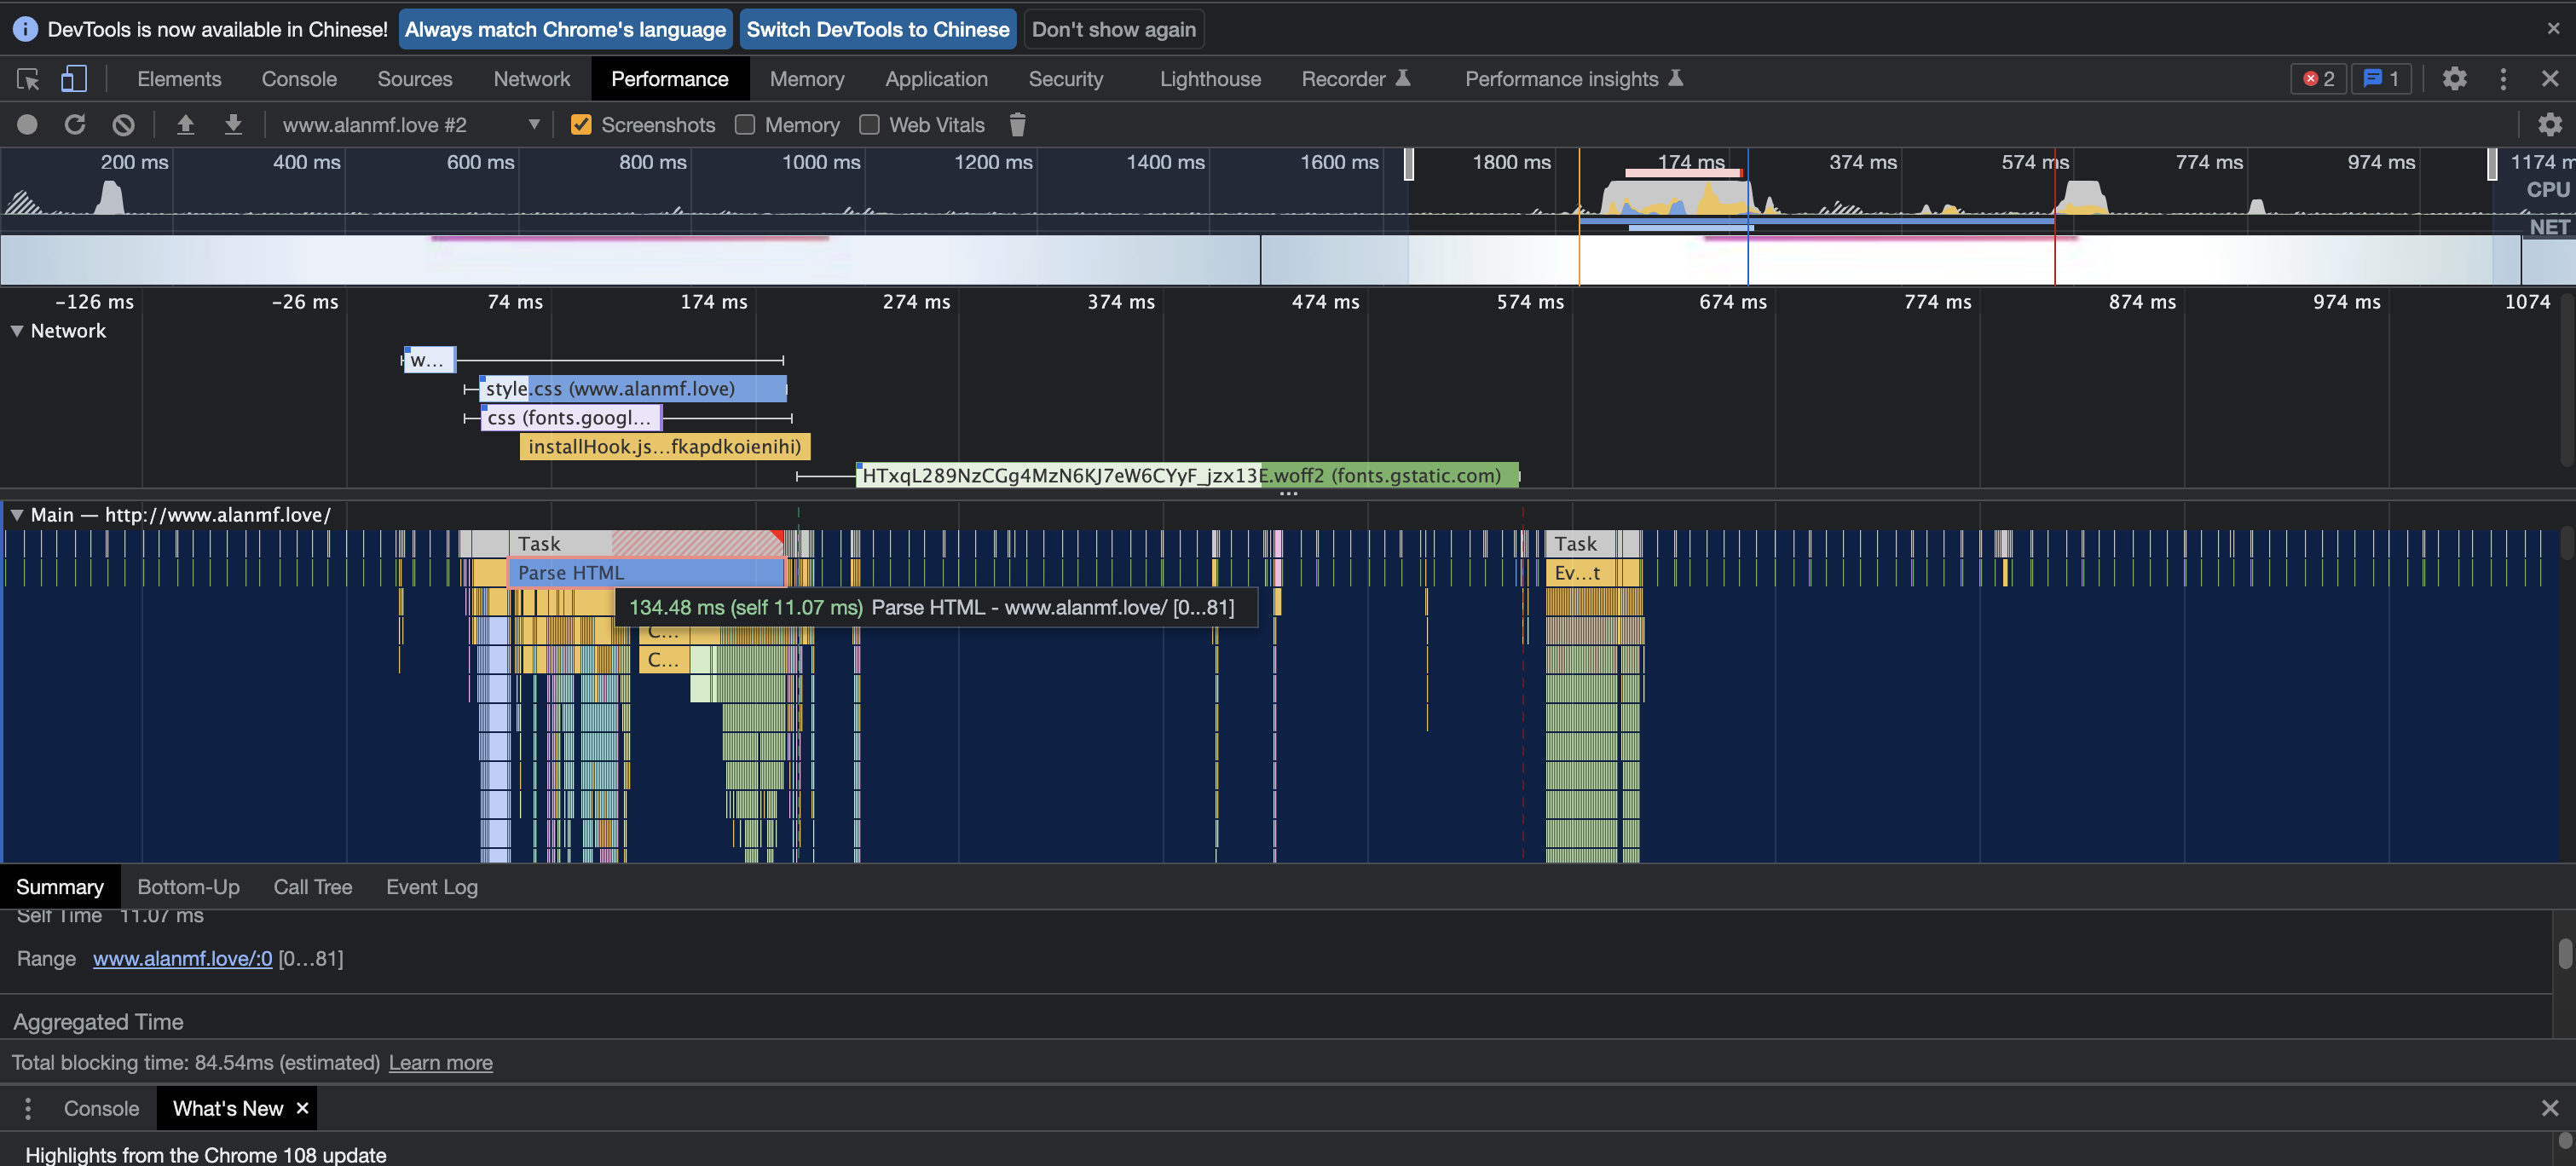 DevTools is now available in Chinese! Always match Chrome's language Switch DevTools to Chinese Don't show again
Elements Console Sources Network Performance Memory Application Security Lighthouse Recorder Performance insights 2 1
www.alanmf.love #2 Screenshots Memory Web Vitals
200 ms 400 ms 600 ms 800 ms 1000 ms 1200 ms 1400 ms 1600 ms 1800 ms 174 ms 374 ms 574 ms 774 ms 974 ms 1174 m
CPU
NET
-126 ms -26 ms 74 ms 174 ms 274 ms 374 ms 474 ms 574 ms 674 ms 774 ms 874 ms 974 ms 1074
Network
w...
style.css (www.alanmf.love)
css (fonts.googl...
installHook.js...fkapdkoienihi)
HTxqL289NzCGg4MzN6KJ7eW6CYyF_jzx13E.woff2 (fonts.gstatic.com)
Main — http://www.alanmf.love/
Task Task
Parse HTML Ev...t
134.48 ms (self 11.07 ms) Parse HTML - www.alanmf.love/ [0...81]
C...
C...
Summary Bottom-Up Call Tree Event Log
Self Time 11.07 ms
Range www.alanmf.love/:0 [0...81]
Aggregated Time
Total blocking time: 84.54ms (estimated) Learn more
Console What's New
Highlights from the Chrome 108 update